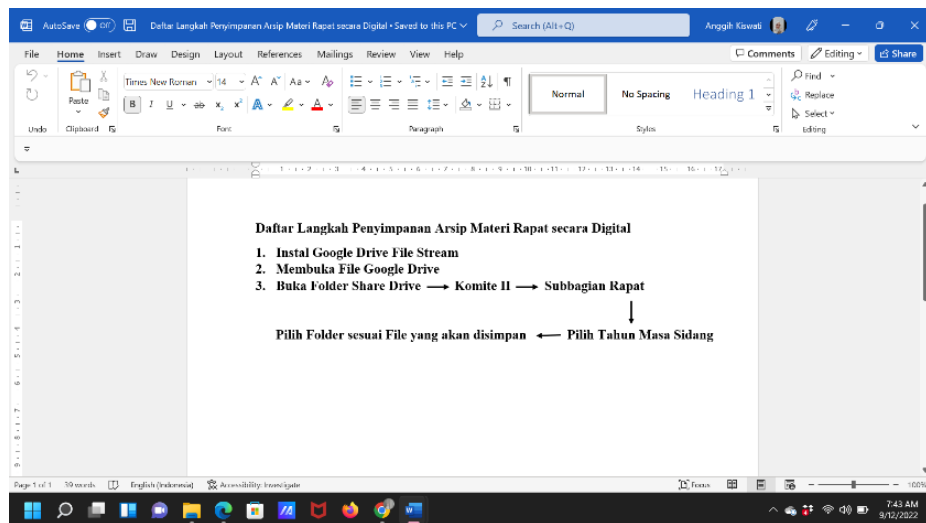 AutoSave Off Daftar Langkah Penyimpanan Arsip Materi Rapat secara Digital • Saved to this PC Search (Alt+Q) Anggih Kiswati
File Home Insert Draw Design Layout References Mailings Review View Help Comments Editing Share
Times New Roman 14 Aa Find
Paste B I U ab x₂ x² A A Normal No Spacing Heading 1 Replace
Select
Undo Clipboard Font Paragraph Styles Editing
Daftar Langkah Penyimpanan Arsip Materi Rapat secara Digital
1. Instal Google Drive File Stream
2. Membuka File Google Drive
3. Buka Folder Share Drive → Komite II → Subbagian Rapat
Pilih Folder sesuai File yang akan disimpan ← Pilih Tahun Masa Sidang
Page 1 of 1 39 words English (Indonesia) Accessibility: Investigate Focus 100%
7:43 AM
9/12/2022